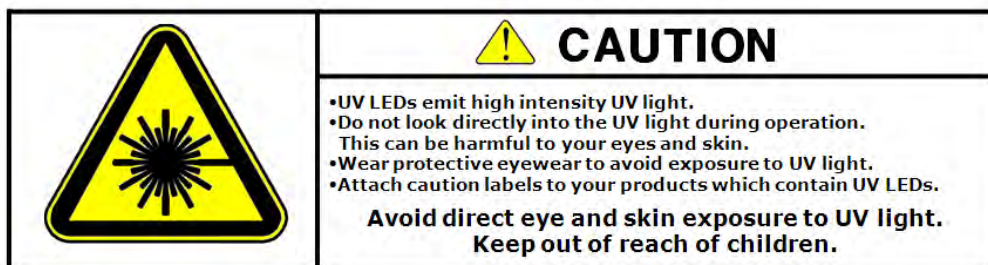 CAUTION
•UV LEDs emit high intensity UV light.
•Do not look directly into the UV light during operation.
This can be harmful to your eyes and skin.
•Wear protective eyewear to avoid exposure to UV light.
•Attach caution labels to your products which contain UV LEDs.
Avoid direct eye and skin exposure to UV light.
Keep out of reach of children.